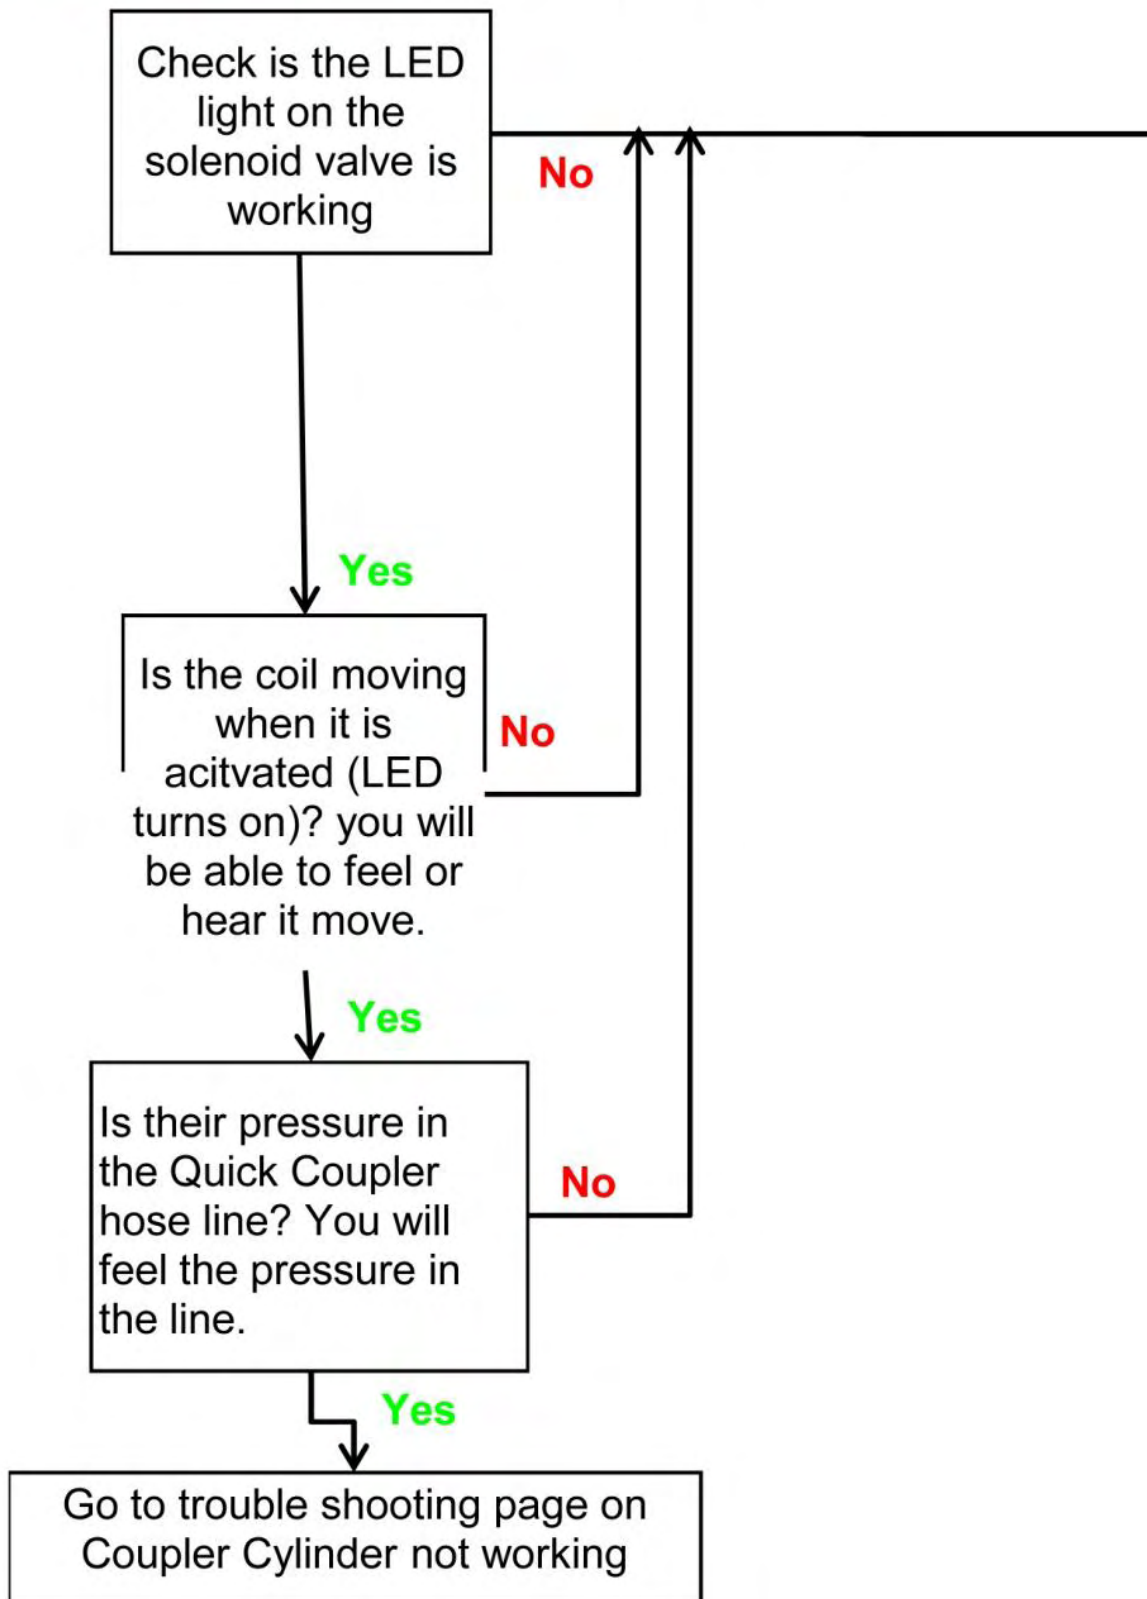 Check is the LED
light on the
solenoid valve is
working
No
Yes
Is the coil moving
when it is
acitvated (LED
turns on)? you will
be able to feel or
hear it move.
No
Yes
Is their pressure in
the Quick Coupler
hose line? You will
feel the pressure in
the line.
No
Yes
Go to trouble shooting page on
Coupler Cylinder not working